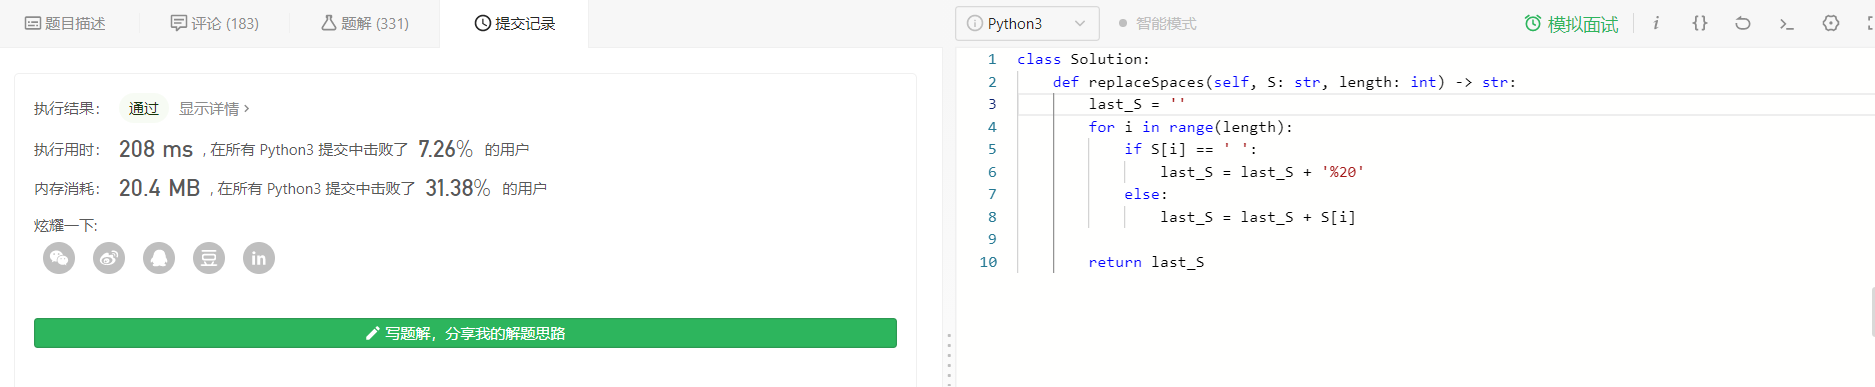 题目描述 评论 (183) 题解 (331) 提交记录
执行结果： 通过 显示详情 >
执行用时： 208 ms , 在所有 Python3 提交中击败了 7.26% 的用户
内存消耗： 20.4 MB , 在所有 Python3 提交中击败了 31.38% 的用户
炫耀一下:
写题解，分享我的解题思路
Python3 智能模式 模拟面试
1 class Solution:
2 def replaceSpaces(self, S: str, length: int) -> str:
3 last_S = ''
4 for i in range(length):
5 if S[i] == ' ':
6 last_S = last_S + '%20'
7 else:
8 last_S = last_S + S[i]
9
10 return last_S